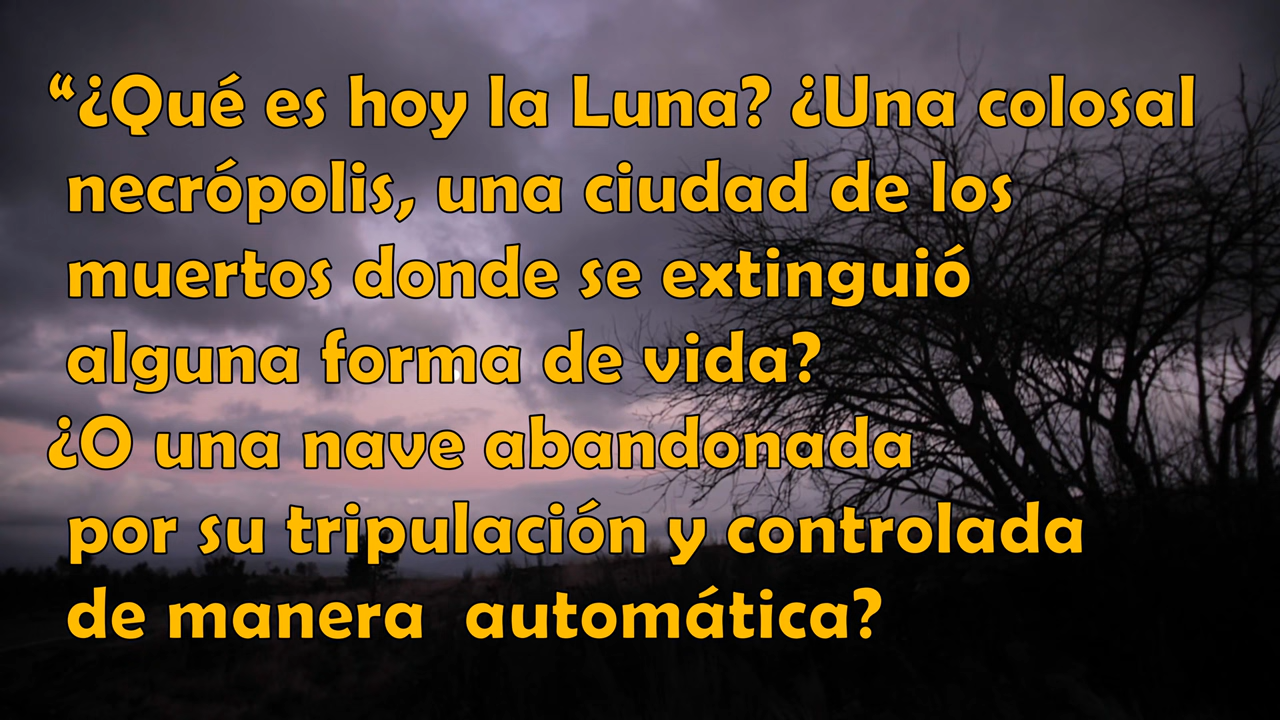 “¿Qué es hoy la Luna? ¿Una colosal
necrópolis, una ciudad de los
muertos donde se extinguió
alguna forma de vida?
¿O una nave abandonada
por su tripulación y controlada
de manera automática?